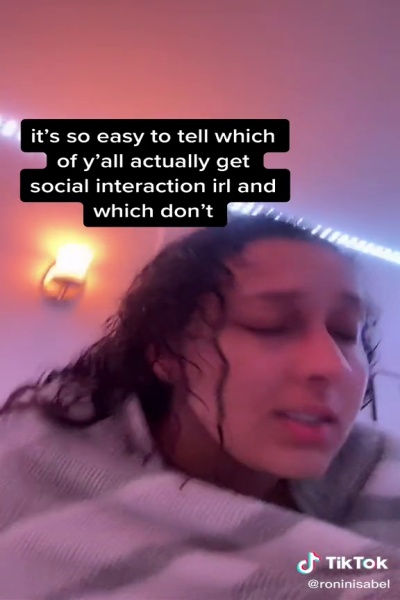 it’s so easy to tell which
of y’all actually get
social interaction irl and
which don’t
TikTok
@roninisabel